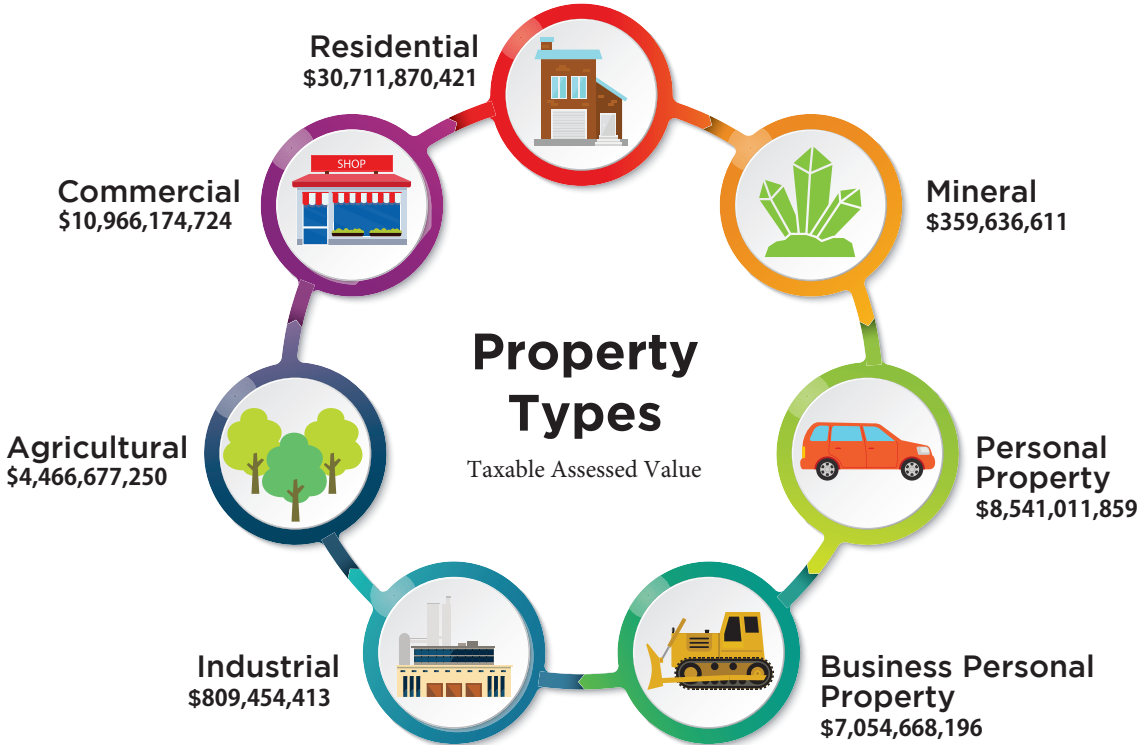 Residential
$30,711,870,421
SHOP
Commercial
$10,966,174,724
Mineral
$359,636,611
Property
Types
Taxable Assessed Value
Agricultural
$4,466,677,250
Personal
Property
$8,541,011,859
Industrial
$809,454,413
Business Personal
Property
$7,054,668,196